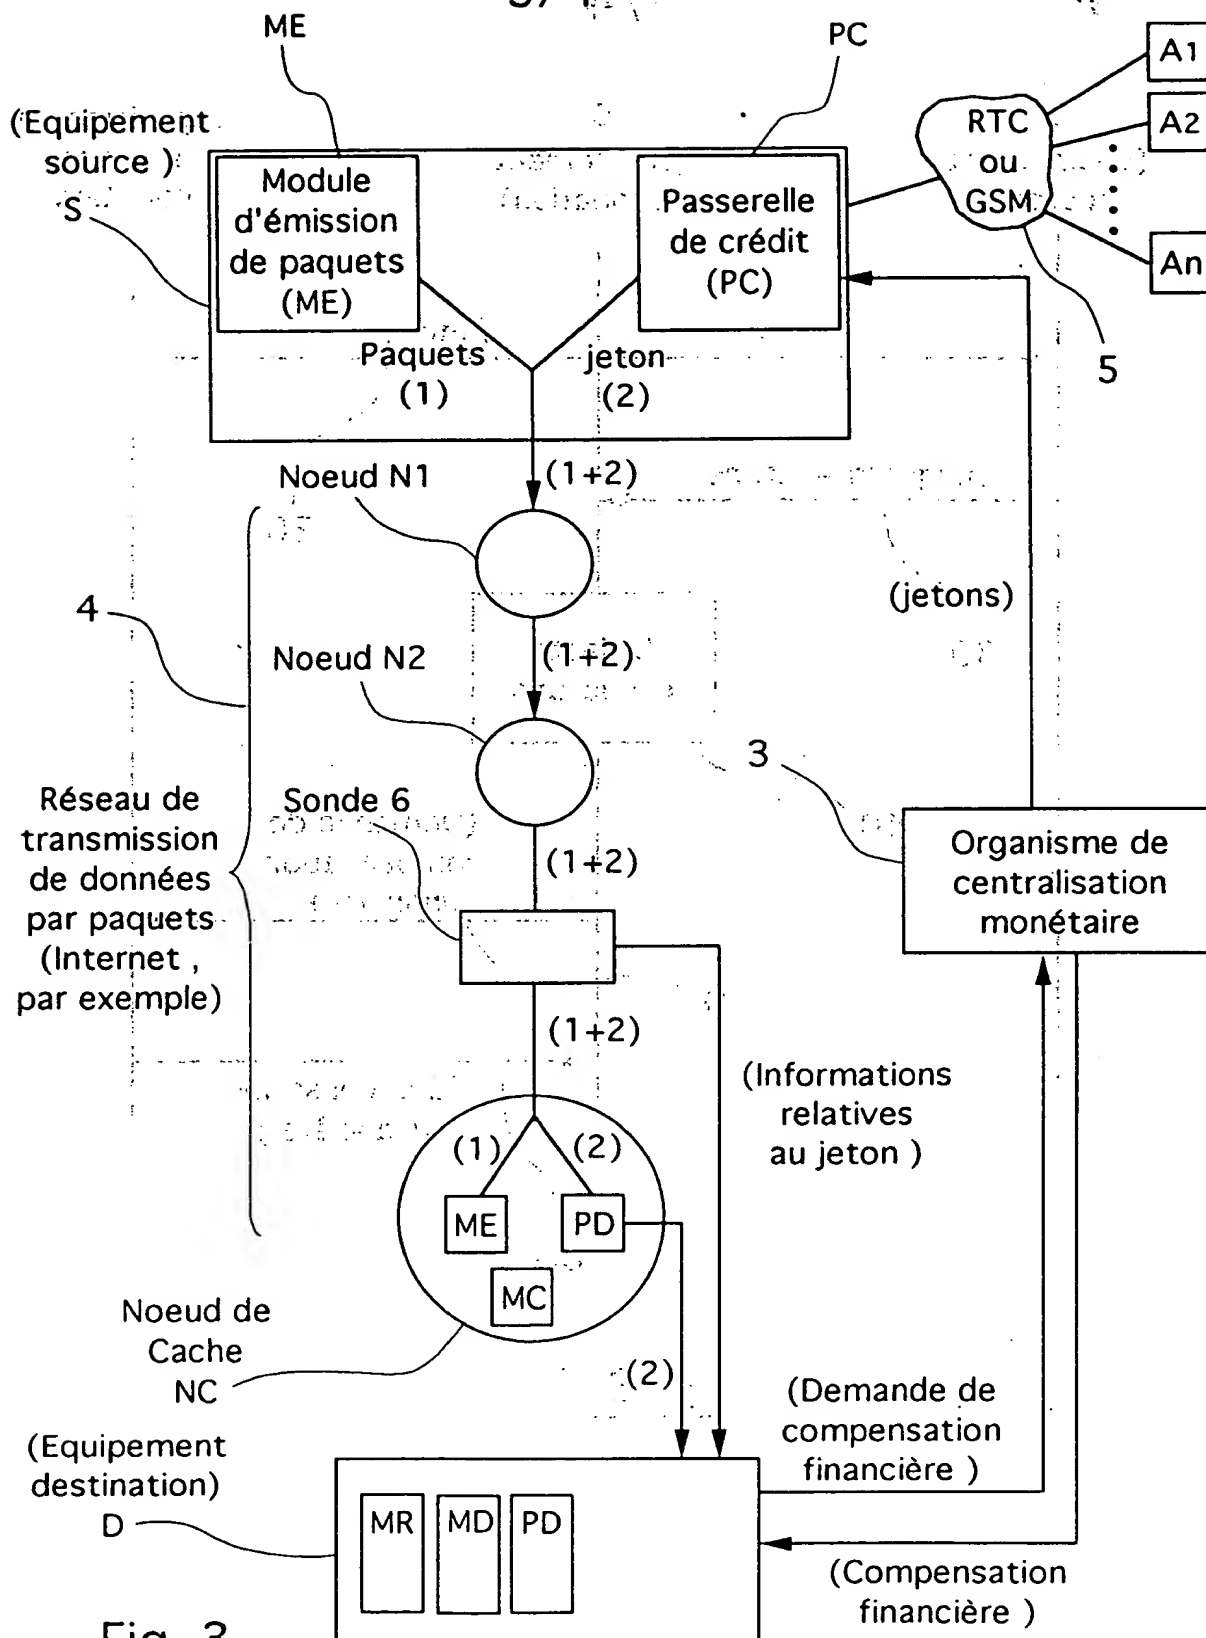 ME
PC
A1
(Equipement
source )
S
Module
d'émission
de paquets
(ME)
Passerelle
de crédit
(PC)
RTC
ou
GSM
A2
An
5
Paquets
(1)
jeton
(2)
Noeud N1
(1+2)
4
(jetons)
Noeud N2
(1+2)
3
Réseau de
transmission
de données
par paquets
(Internet ,
par exemple)
Sonde 6
(1+2)
Organisme de
centralisation
monétaire
(1+2)
(Informations
relatives
au jeton )
(1)
(2)
ME
PD
MC
Noeud de
Cache
NC
(2)
(Demande de
compensation
financière )
(Equipement
destination)
D
MR
MD
PD
(Compensation
financière )
Fig. 3